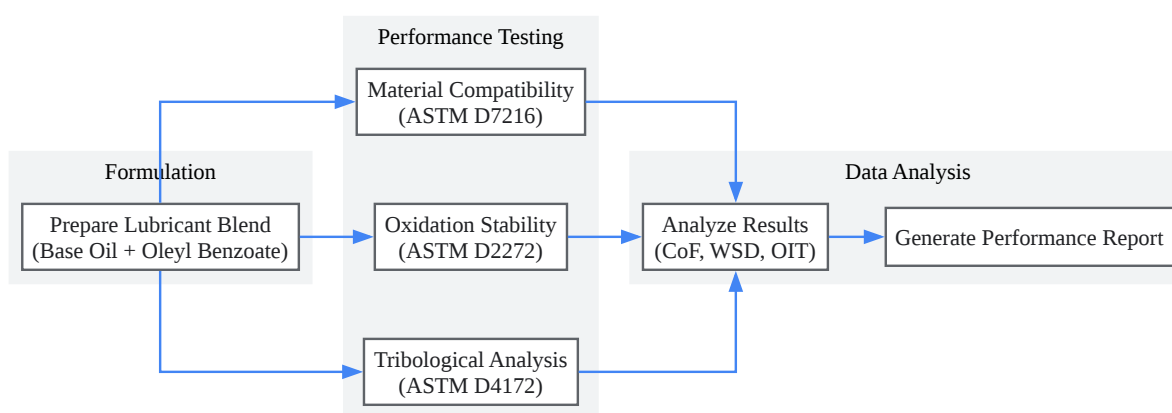 Performance Testing
Material Compatibility
(ASTM D7216)
Formulation
Prepare Lubricant Blend
(Base Oil + Oleyl Benzoate)
Oxidation Stability
(ASTM D2272)
Tribological Analysis
(ASTM D4172)
Data Analysis
Analyze Results
(CoF, WSD, OIT)
Generate Performance Report